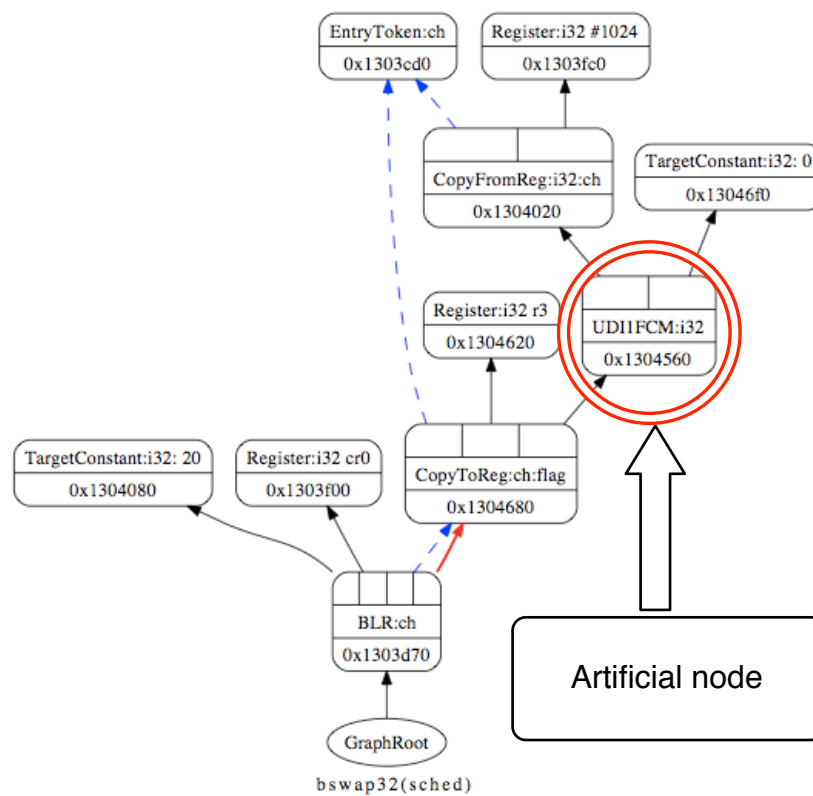 EntryToken:ch
0x1303cd0
Register:i32 #1024
0x1303fc0
CopyFromReg:i32:ch
0x1304020
TargetConstant:i32: 0
0x13046f0
UDI1FCM:i32
0x1304560
Register:i32 r3
0x1304620
TargetConstant:i32: 20
0x1304080
Register:i32 cr0
0x1303f00
CopyToReg:ch:flag
0x1304680
BLR:ch
0x1303d70
Artificial node
GraphRoot
bswap32(sched)